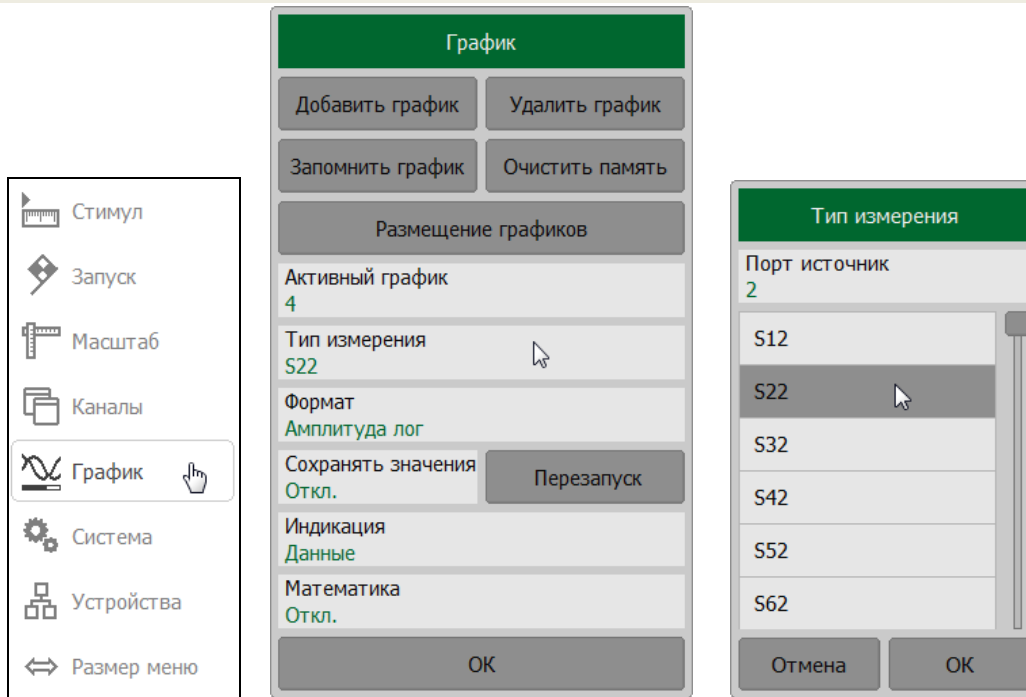 Стимул
Запуск
Масштаб
Каналы
График
Система
Устройства
Размер меню
График
Добавить график
Удалить график
Запомнить график
Очистить память
Размещение графиков
Активный график
4
Тип измерения
S22
Формат
Амплитуда лог
Сохранять значения
Откл.
Перезапуск
Индикация
Данные
Математика
Откл.
ОК
Тип измерения
Порт источник
2
S12
S22
S32
S42
S52
S62
Отмена
ОК